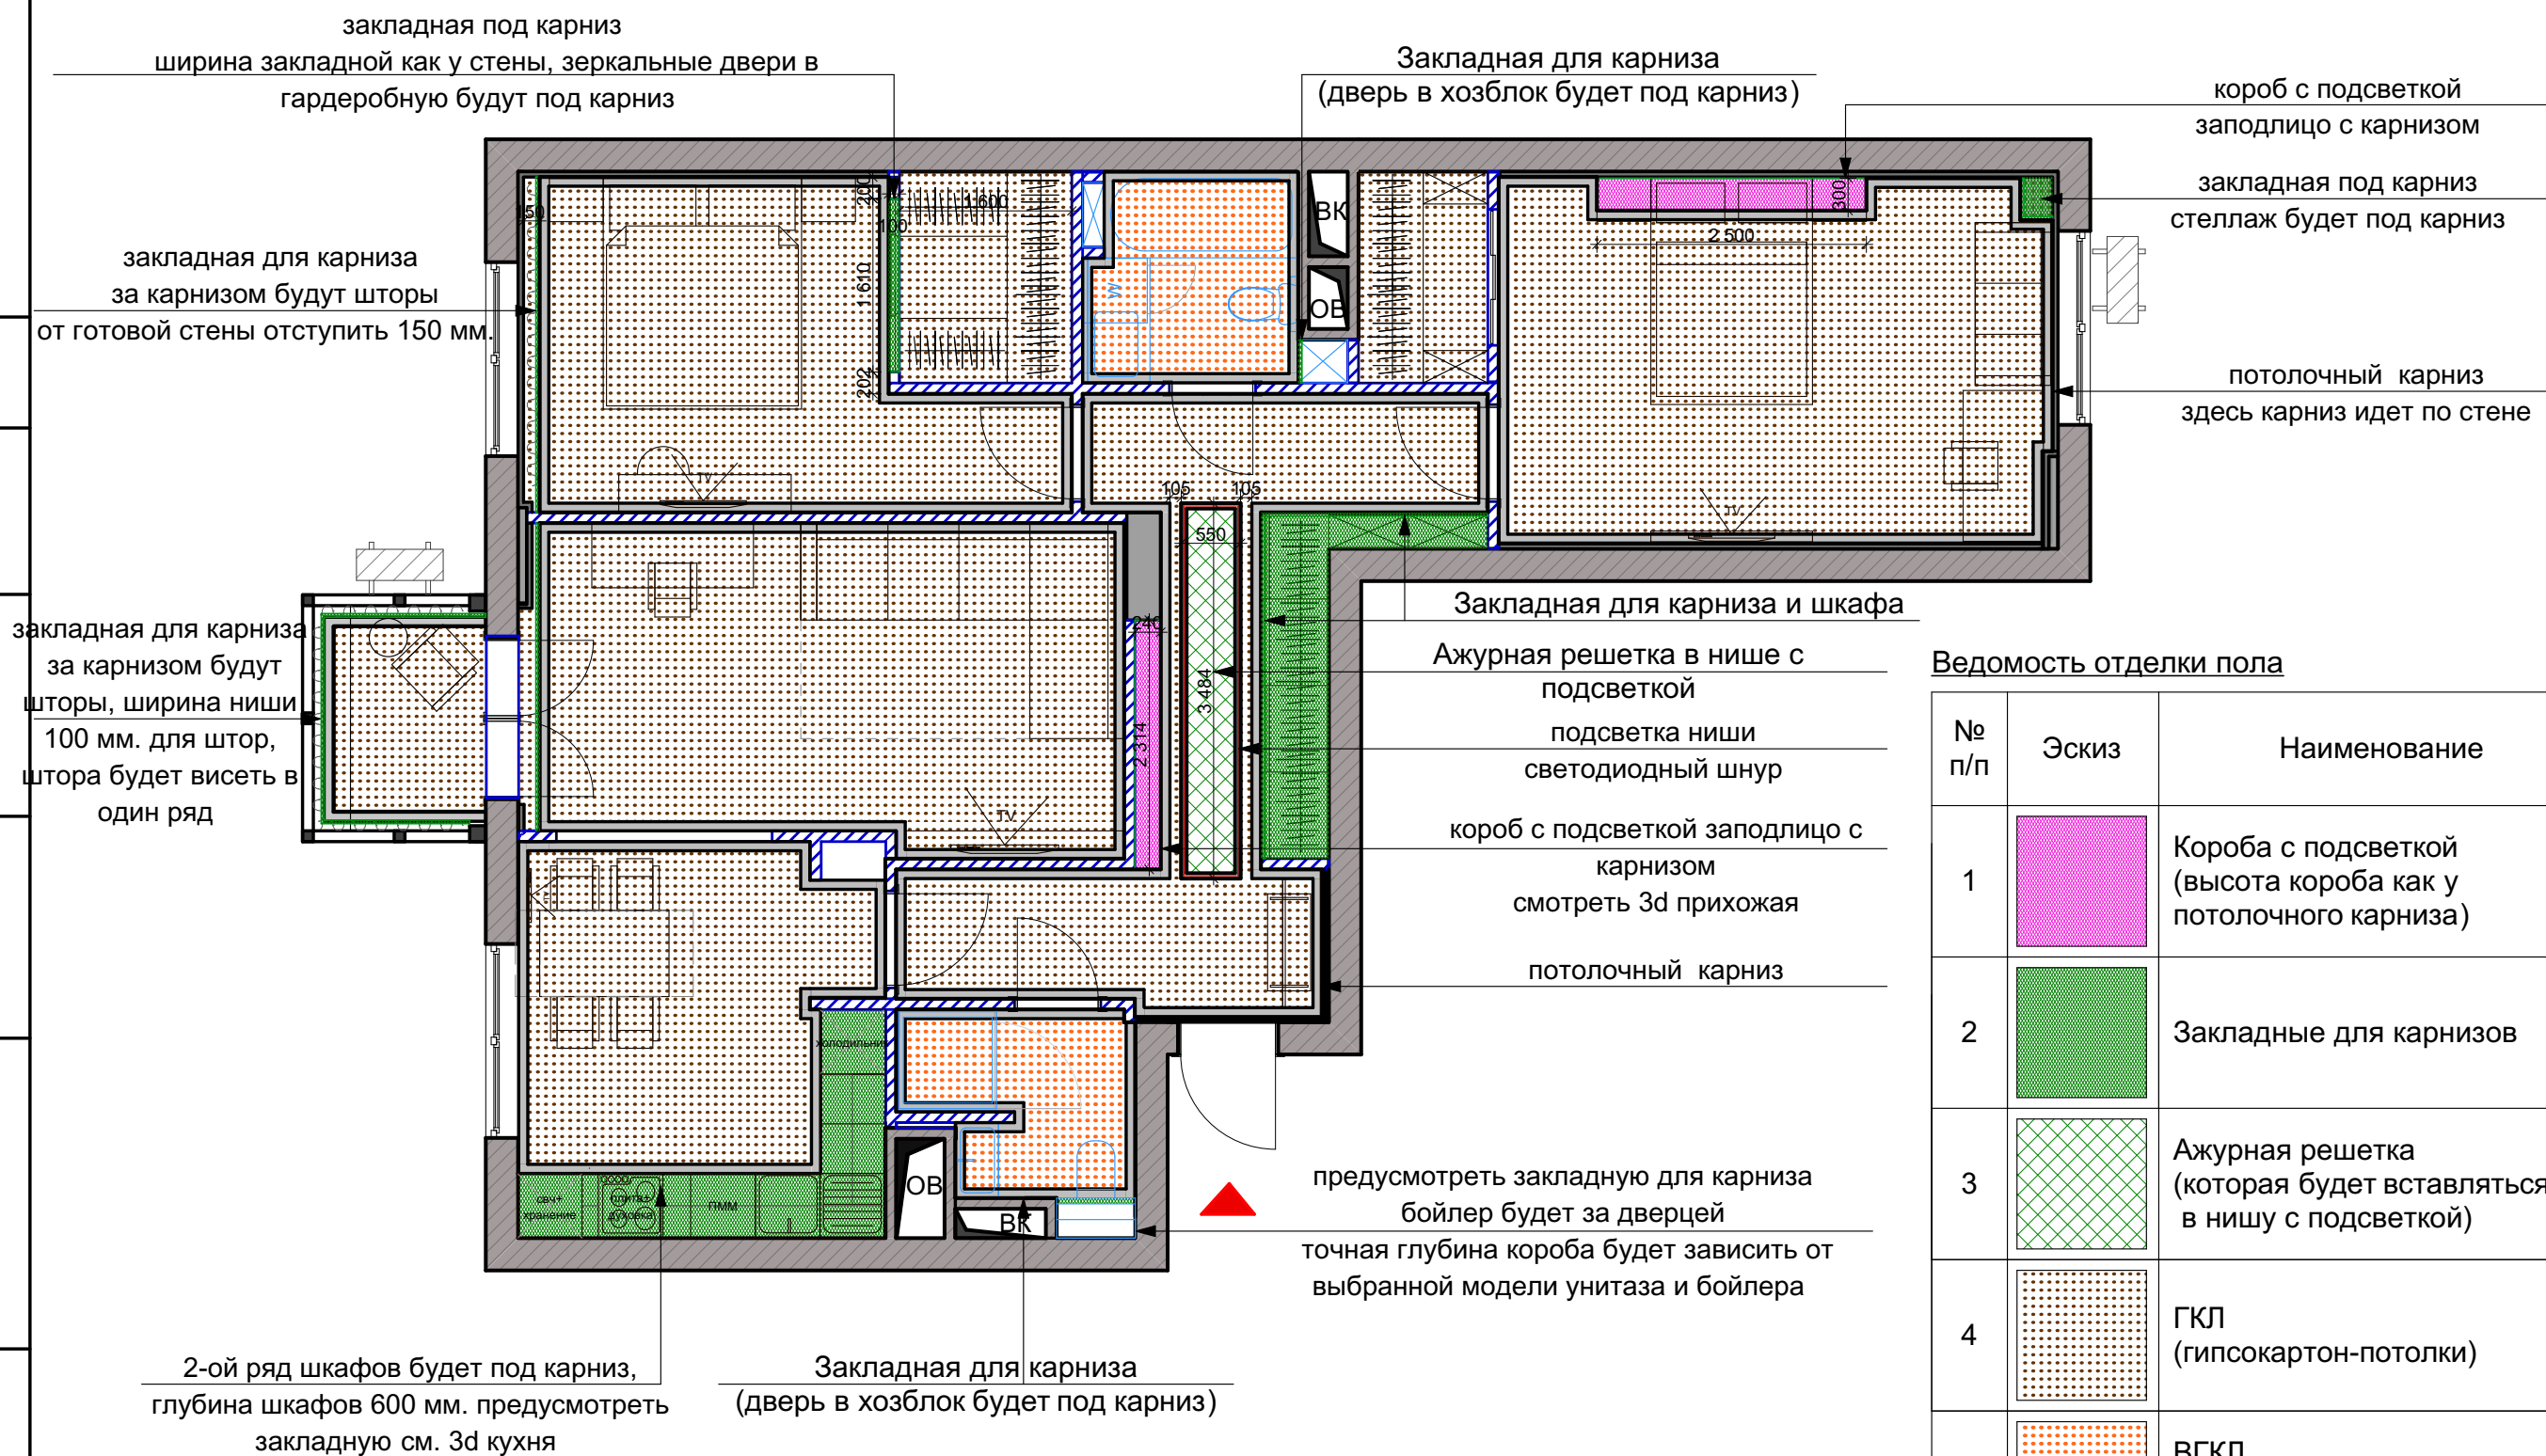 закладная под карниз
ширина закладной как у стены, зеркальные двери в
гардеробную будут под карниз
Закладная для карниза
(дверь в хозблок будет под карниз)
короб с подсветкой
заподлицо с карнизом
закладная под карниз
стеллаж будет под карниз
закладная для карниза
за карнизом будут шторы
от готовой стены отступить 150 мм.
потолочный карниз
здесь карниз идет по стене
150
200
100
1 600
1 610
202
ВК
ОВ
W
300
2 500
TV
TV
105
105
550
3 484
240
2 314
TV
Закладная для карниза и шкафа
Ажурная решетка в нише с
подсветкой
подсветка ниши
светодиодный шнур
короб с подсветкой заподлицо с
карнизом
смотреть 3d прихожая
потолочный карниз
закладная для карниза
за карнизом будут
шторы, ширина ниши
100 мм. для штор,
штора будет висеть в
один ряд
холодильник
свч+
хранение
плита+
духовка
ПММ
ОВ
ВК
предусмотреть закладную для карниза
бойлер будет за дверцей
точная глубина короба будет зависить от
выбранной модели унитаза и бойлера
2-ой ряд шкафов будет под карниз,
глубина шкафов 600 мм. предусмотреть
закладную см. 3d кухня
Закладная для карниза
(дверь в хозблок будет под карниз)
Ведомость отделки пола
№
п/п
Эскиз
Наименование
1
Короба с подсветкой
(высота короба как у
потолочного карниза)
2
Закладные для карнизов
3
Ажурная решетка
(которая будет вставляться
в нишу с подсветкой)
4
ГКЛ
(гипсокартон-потолки)
ВГКЛ